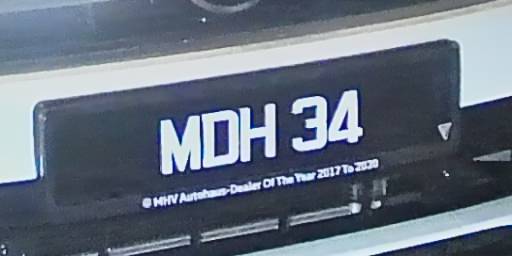 MDH 34
@ MHV Autohaus-Dealer Of The Year 2017 To 2020